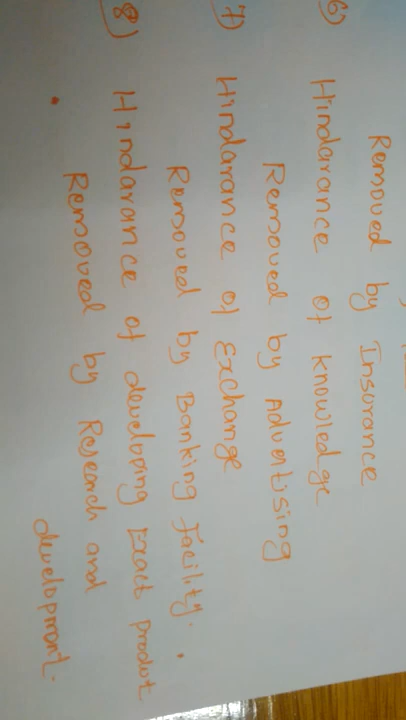 Removed by Insurance
6) Hindarance of knowledge
Removed by Advertising
7) Hindarance of Exchange
Removed by Banking facility.
8) Hindarance of developing Exact Product
Removed by Research and
development.